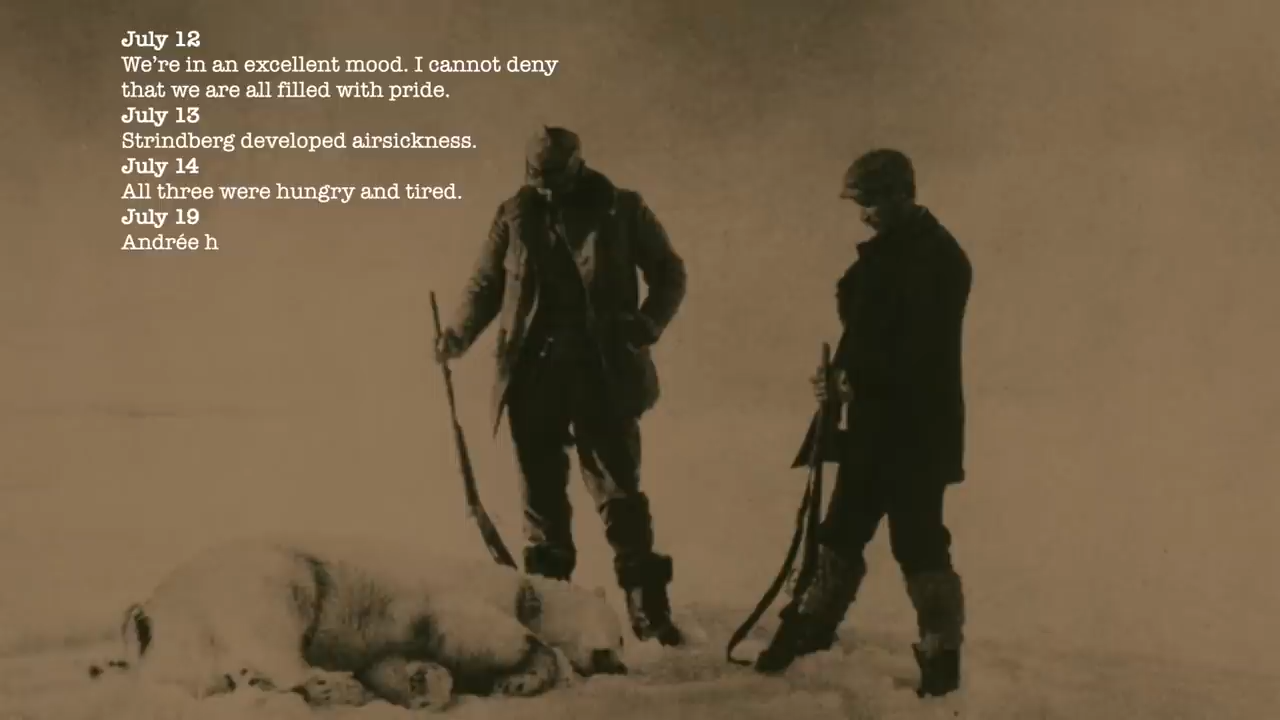 July 12
We're in an excellent mood. I cannot deny
that we are all filled with pride.
July 13
Strindberg developed airsickness.
July 14
All three were hungry and tired.
July 19
Andrée h